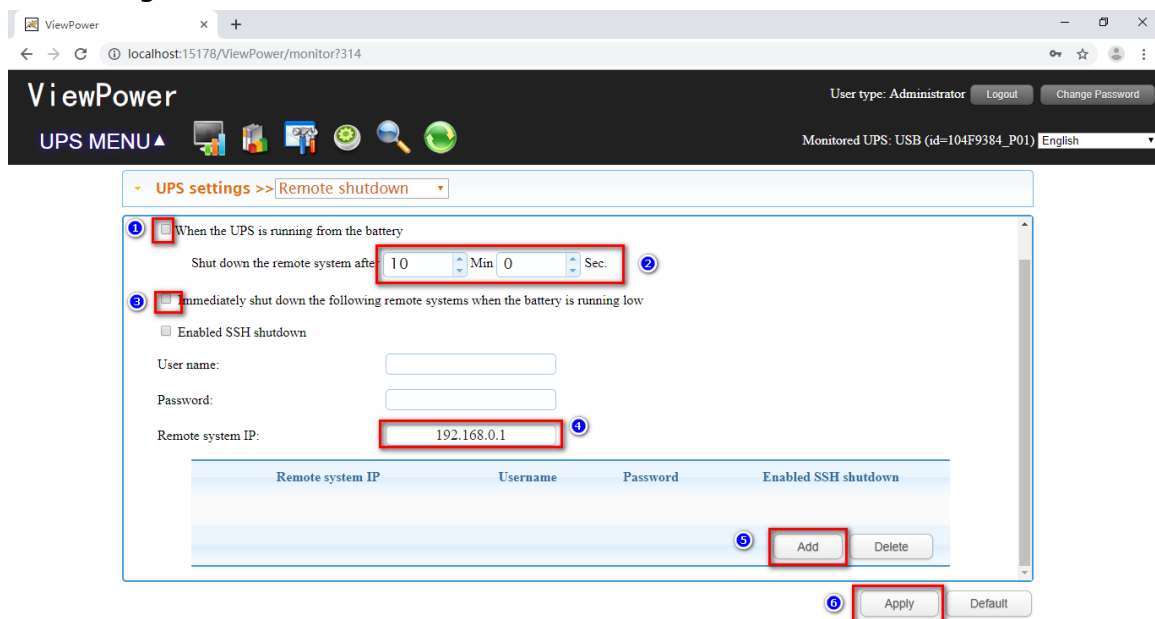 ViewPower
localhost:15178/ViewPower/monitor?314
ViewPower
User type: Administrator Logout Change Password
UPS MENU▲
Monitored UPS: USB (id=104F9384_P01) English
UPS settings >> Remote shutdown
1 When the UPS is running from the battery
Shut down the remote system after 10 Min 0 Sec. 2
3 Immediately shut down the following remote systems when the battery is running low
Enabled SSH shutdown
User name:
Password:
Remote system IP: 192.168.0.1 4
Remote system IP Username Password Enabled SSH shutdown
5 Add Delete
6 Apply Default